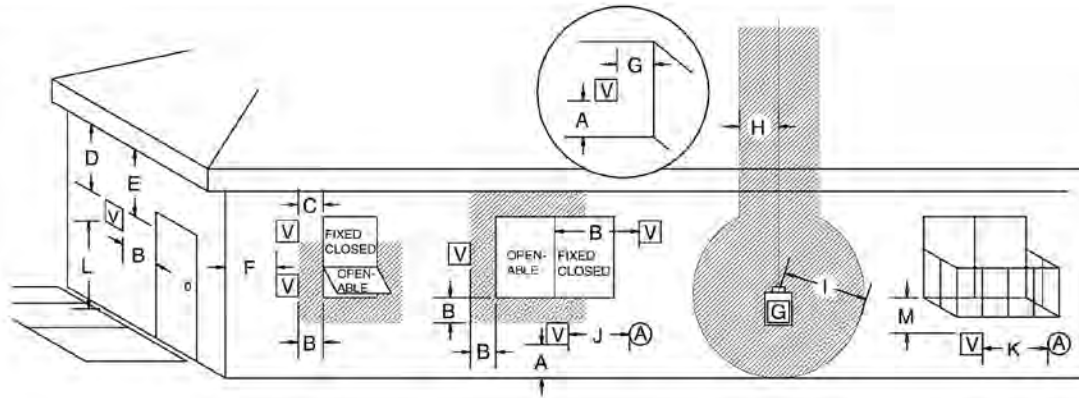 G
V
A
H
D
E
C
V
B
L
V
FIXED
CLOSED
F
V
OPEN-
ABLE
B
V
OPEN-
ABLE
FIXED
CLOSED
B
V
B
B
V
J
A
A
I
G
M
V
K
A